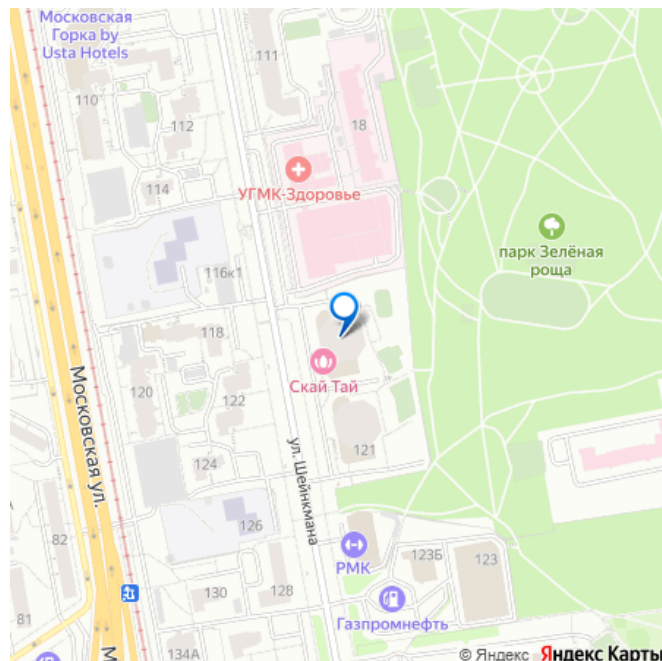 Московская
Горка by
Usta Hotels
111
110
112
18
114
УГМК-Здоровье
парк Зелёная
роща
116к1
118
Скай Тай
120
122
Московская ул.
ул. Шейнкмана
121
124
82
126
РМК
123Б
123
130
128
81
Газпромнефть
134А
М
© Яндекс Яндекс Карты